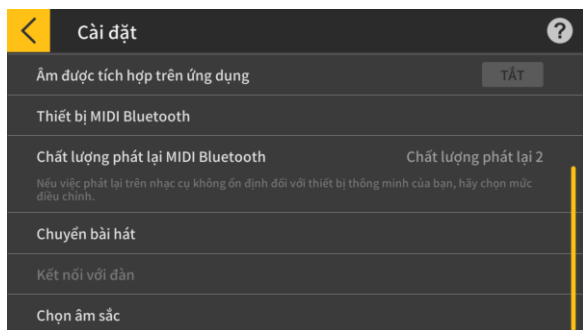 Cài đặt
?
Âm được tích hợp trên ứng dụng
TẮT
Thiết bị MIDI Bluetooth
Chất lượng phát lại MIDI Bluetooth
Chất lượng phát lại 2
Nếu việc phát lại trên nhạc cụ không ổn định đối với thiết bị thông minh của bạn, hãy chọn mức
điều chỉnh.
Chuyển bài hát
Kết nối với đàn
Chọn âm sắc